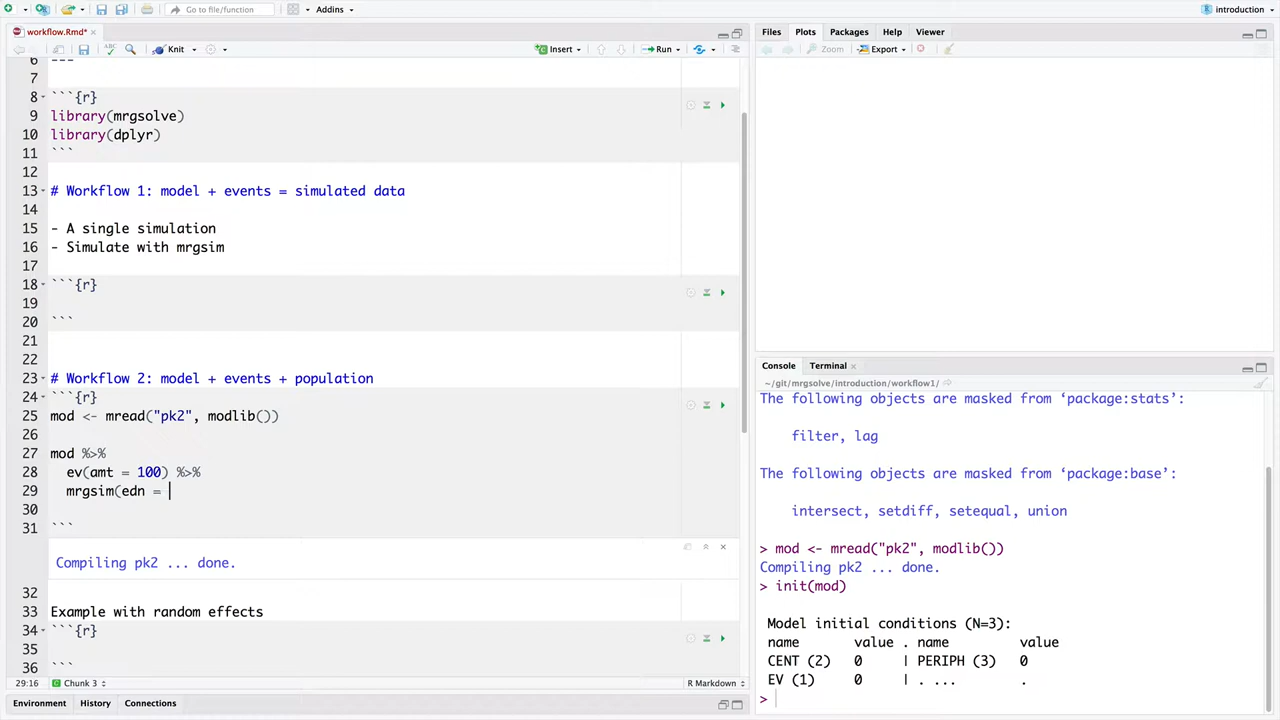 Go to file/function
Addins
introduction
workflow.Rmd*
Knit
Insert
Run
6 ---
7
8 ```{r}
9 library(mrgsolve)
10 library(dplyr)
11 ```
12
13 # Workflow 1: model + events = simulated data
14
15 - A single simulation
16 - Simulate with mrgsim
17
18 ```{r}
19
20 ```
21
22
23 # Workflow 2: model + events + population
24 ```{r}
25 mod <- mread("pk2", modlib())
26
27 mod %>%
28 ev(amt = 100) %>%
29 mrgsim(edn =
30
31 ```
Compiling pk2 ... done.
32
33 Example with random effects
34 ```{r}
35
36 ```
29:16 Chunk 3 R Markdown
Environment History Connections
Files Plots Packages Help Viewer
Zoom Export
Console Terminal
~/git/mrgsolve/introduction/workflow1/
The following objects are masked from ‘package:stats’:
filter, lag
The following objects are masked from ‘package:base’:
intersect, setdiff, setequal, union
> mod <- mread("pk2", modlib())
Compiling pk2 ... done.
> init(mod)
Model initial conditions (N=3):
name value . name value
CENT (2) 0 | PERIPH (3) 0
EV (1) 0 | . ... .
>